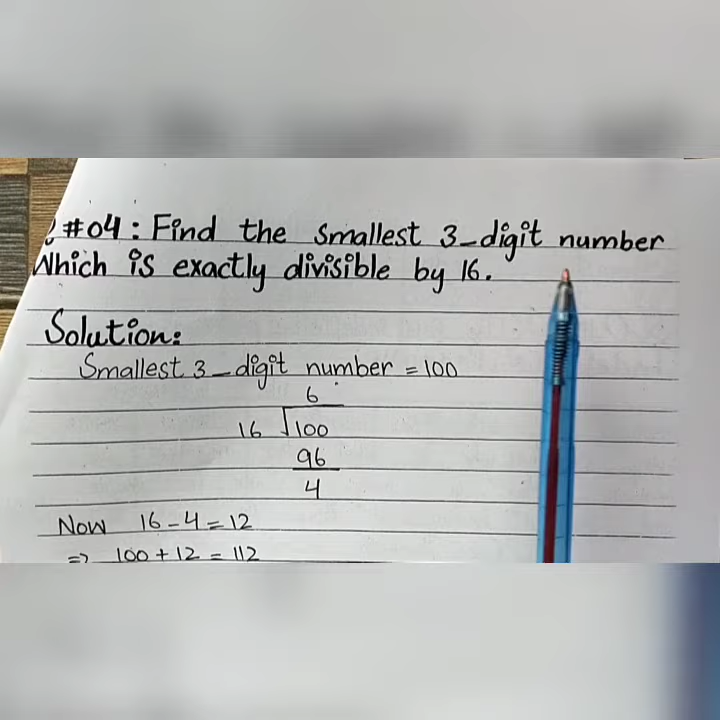 #04: Find the smallest 3-digit number
Which is exactly divisible by 16.
Solution:
Smallest 3-digit number = 100
6
16 100
96
4
Now 16-4=12
=> 100+12=112